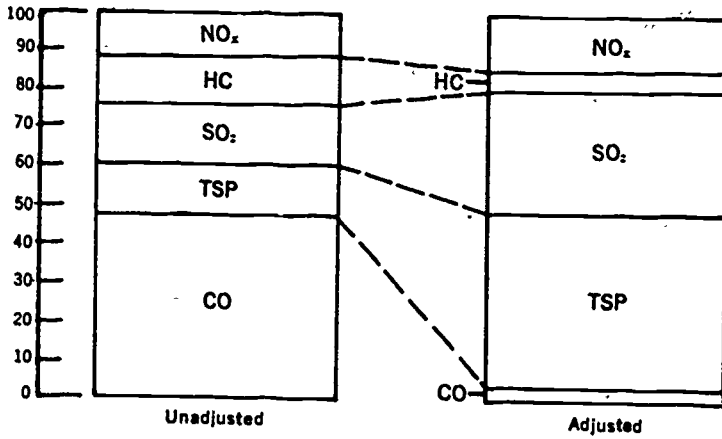 100
90
80
70
60
50
40
30
20
10
0
NOx
HC
SO₂
TSP
CO
Unadjusted
NOx
HC
SO₂
TSP
CO
Adjusted